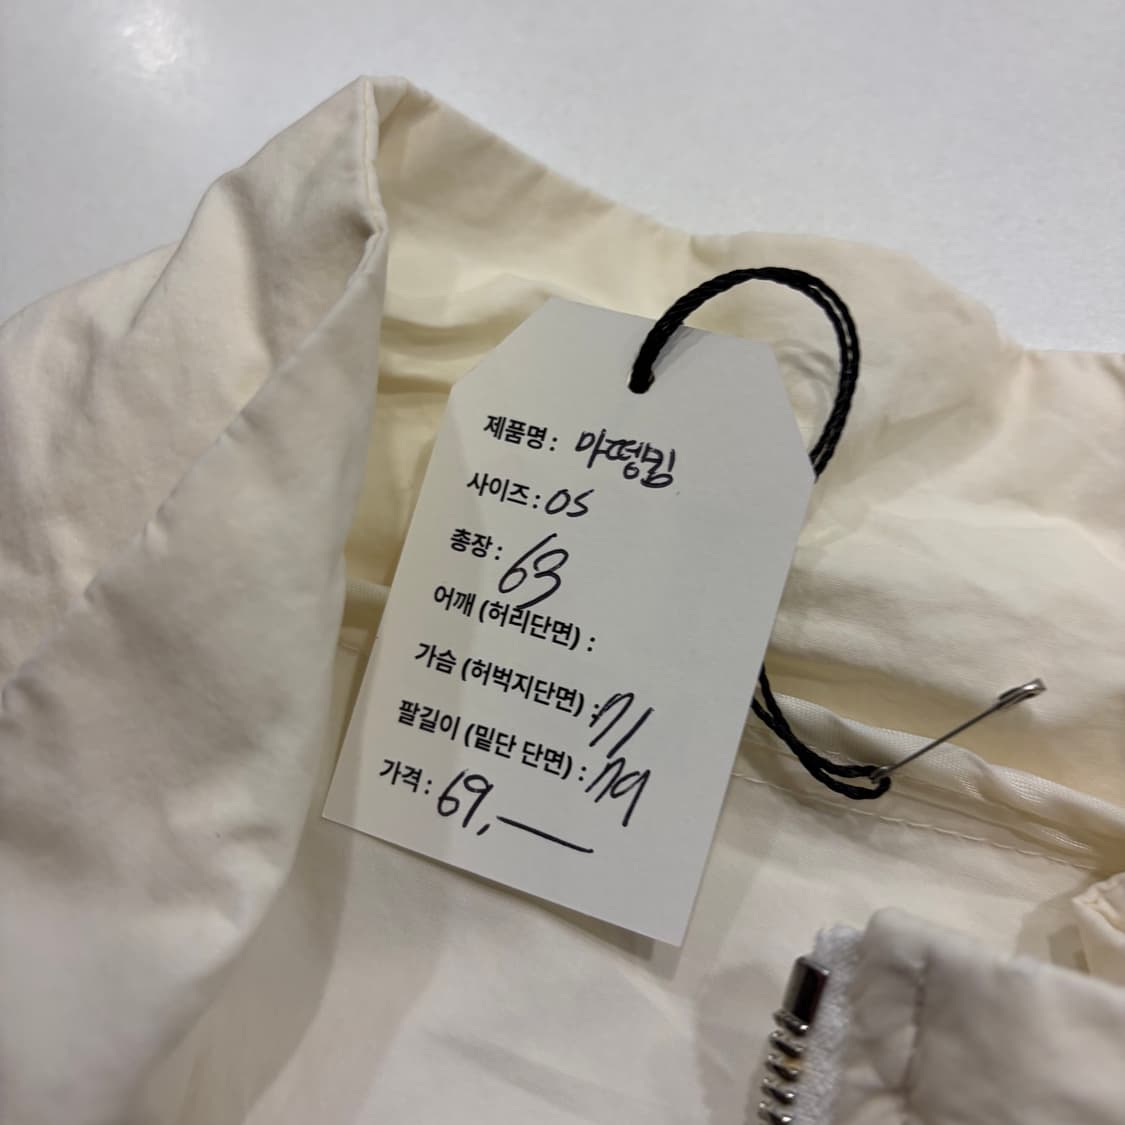 제품명: 마뗑킴
사이즈: OS
총장: 63
어깨 (허리단면) :
가슴 (허벅지단면) : 71
팔길이 (밑단 단면) : 79
가격: 69,—